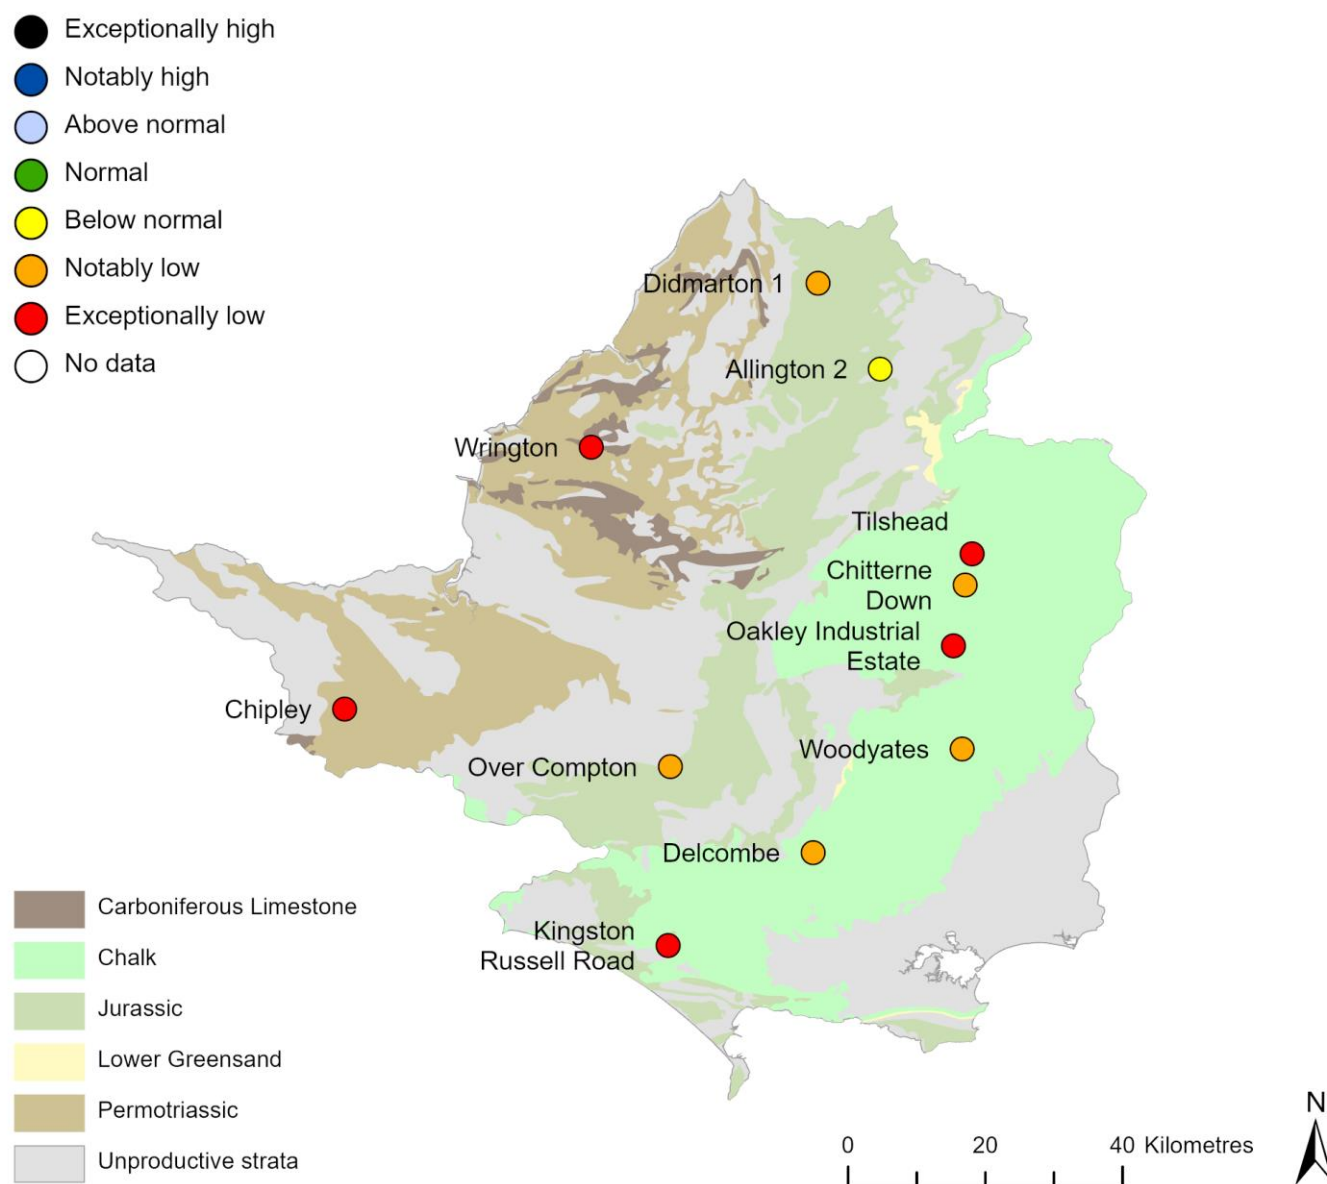 Exceptionally high
Notably high
Above normal
Normal
Below normal
Notably low
Exceptionally low
No data
Didmarton 1
Allington 2
Wrington
Tilshead
Chitterne
Down
Oakley Industrial
Estate
Chipley
Woodyates
Over Compton
Delcombe
Kingston
Russell Road
Carboniferous Limestone
Chalk
Jurassic
Lower Greensand
Permotriassic
Unproductive strata
0 20 40 Kilometres
N